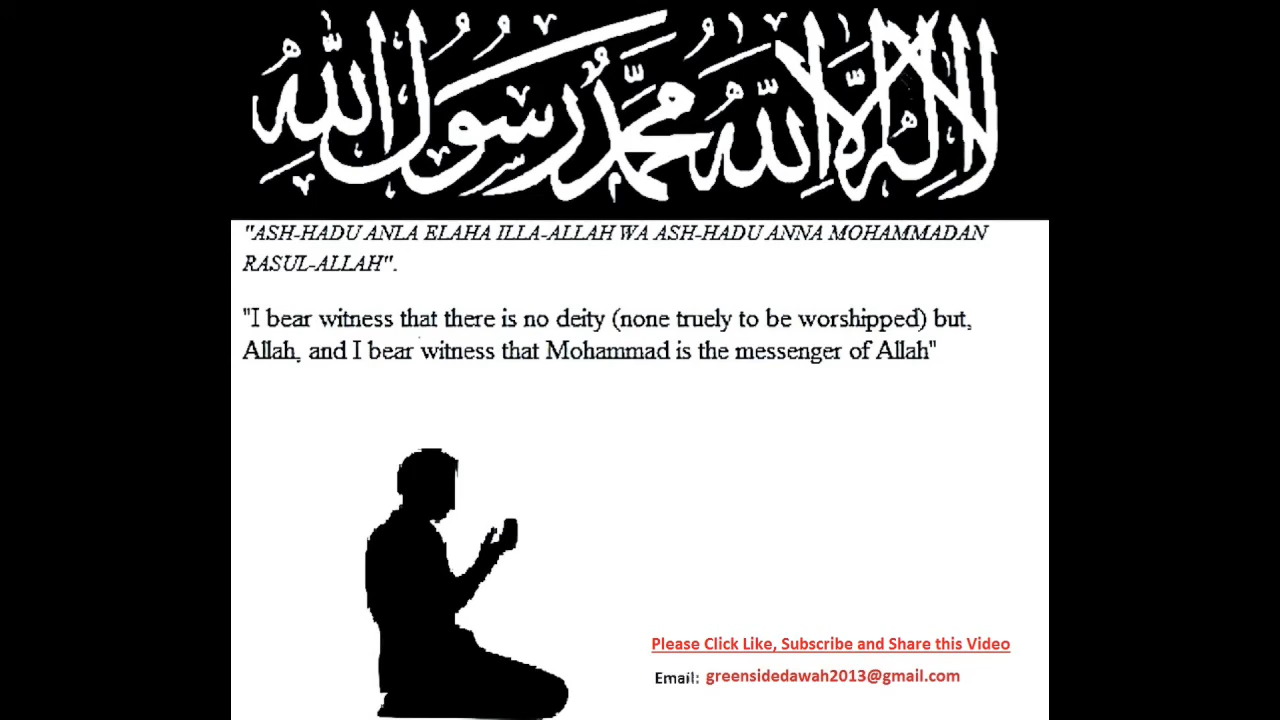 لا إله إلا الله محمد رسول الله
"ASH-HADU ANLA ELAHA ILLA-ALLAH WA ASH-HADU ANNA MOHAMMADAN
RASUL-ALLAH".
"I bear witness that there is no deity (none truely to be worshipped) but,
Allah, and I bear witness that Mohammad is the messenger of Allah"
Please Click Like, Subscribe and Share this Video
Email: greensidedawah2013@gmail.com